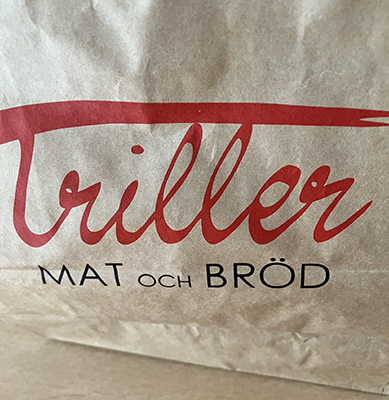 Triller
MAT OCH BRÖD